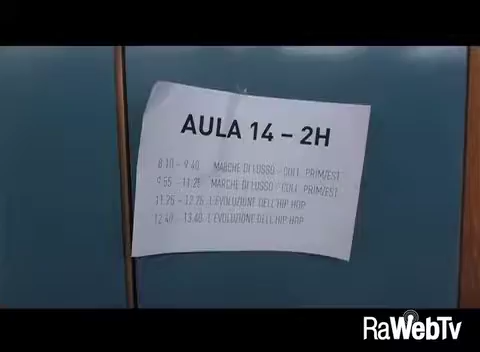 AULA 14 - 2H
8.10 - 9.40 MARCHE DI LUSSO - COLL. PRIM/EST
9.55 - 11.25 MARCHE DI LUSSO - COLL. PRIM/EST
11.25 - 12.25 L'EVOLUZIONE DELL'HIP HOP
12.40 - 13.40 L'EVOLUZIONE DELL'HIP HOP
RaWebTv